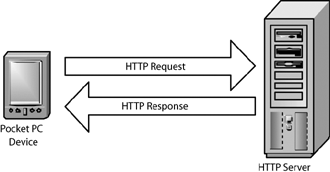 HTTP Request
HTTP Response
Pocket PC
Device
HTTP Server